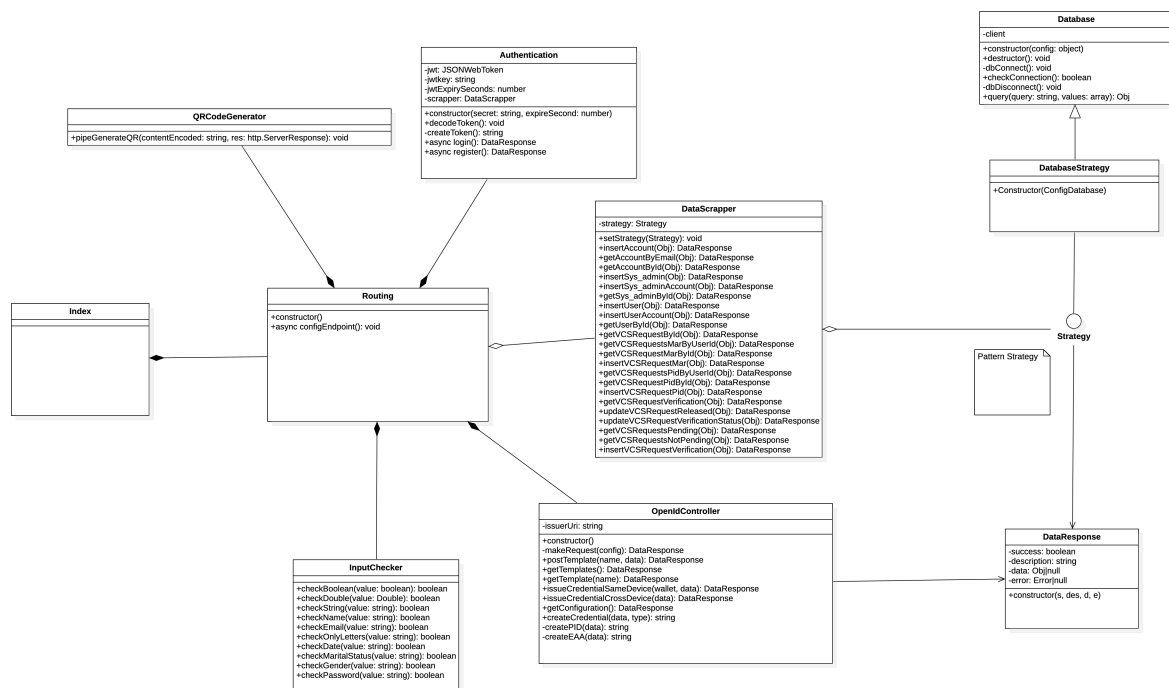 Database
-client
+constructor(config: object)
+destructor(): void
-dbConnect(): void
+checkConnection(): boolean
-dbDisconnect(): void
+query(query: string, values: array): Obj
Authentication
-jwt: JSONWebToken
-jwtkey: string
-jwtExpirySeconds: number
-scrapper: DataScrapper
+constructor(secret: string, expireSecond: number)
+decodeToken(): void
-createToken(): string
+async login(): DataResponse
+async register(): DataResponse
QRCodeGenerator
+pipeGenerateQR(contentEncoded: string, res: http.ServerResponse): void
DatabaseStrategy
+Constructor(ConfigDatabase)
DataScrapper
-strategy: Strategy
+setStrategy(Strategy): void
+insertAccount(Obj): DataResponse
+getAccountByEmail(Obj): DataResponse
+getAccountById(Obj): DataResponse
+insertSys_admin(Obj): DataResponse
+insertSys_adminAccount(Obj): DataResponse
+getSys_adminById(Obj): DataResponse
+insertUser(Obj): DataResponse
+insertUserAccount(Obj): DataResponse
+getUserById(Obj): DataResponse
+getVCSRequestById(Obj): DataResponse
+getVCSRequestsMarByUserId(Obj): DataResponse
+getVCSRequestMarById(Obj): DataResponse
+insertVCSRequestMar(Obj): DataResponse
+getVCSRequestsPidByUserId(Obj): DataResponse
+getVCSRequestPidById(Obj): DataResponse
+insertVCSRequestPid(Obj): DataResponse
+getVCSRequestVerification(Obj): DataResponse
+updateVCSRequestReleased(Obj): DataResponse
+updateVCSRequestVerificationStatus(Obj): DataResponse
+getVCSRequestsPending(Obj): DataResponse
+getVCSRequestsNotPending(Obj): DataResponse
+insertVCSRequestVerification(Obj): DataResponse
Index
Routing
+constructor()
+async configEndpoint(): void
Strategy
Pattern Strategy
OpenIdController
-issuerUri: string
+constructor()
-makeRequest(config): DataResponse
+postTemplate(name, data): DataResponse
+getTemplates(): DataResponse
+getTemplate(name): DataResponse
+issueCredentialSameDevice(wallet, data): DataResponse
+issueCredentialCrossDevice(data): DataResponse
+getConfiguration(): DataResponse
+createCredential(data, type): string
-createPID(data): string
-createEAA(data): string
DataResponse
-success: boolean
-description: string
-data: Obj|null
-error: Error|null
+constructor(s, des, d, e)
InputChecker
+checkBoolean(value: boolean): boolean
+checkDouble(value: Double): boolean
+checkString(value: string): boolean
+checkName(value: string): boolean
+checkEmail(value: string): boolean
+checkOnlyLetters(value: string): boolean
+checkDate(value: string): boolean
+checkMaritalStatus(value: string): boolean
+checkGender(value: string): boolean
+checkPassword(value: string): boolean